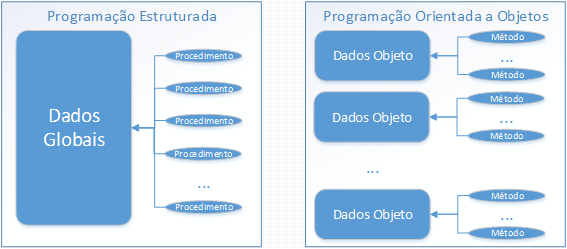 Programação Estruturada
Dados
Globais
Procedimento
Procedimento
Procedimento
Procedimento
...
Procedimento
Programação Orientada a Objetos
Dados Objeto
Método
...
Método
Dados Objeto
Método
...
Método
...
Dados Objeto
Método
...
Método